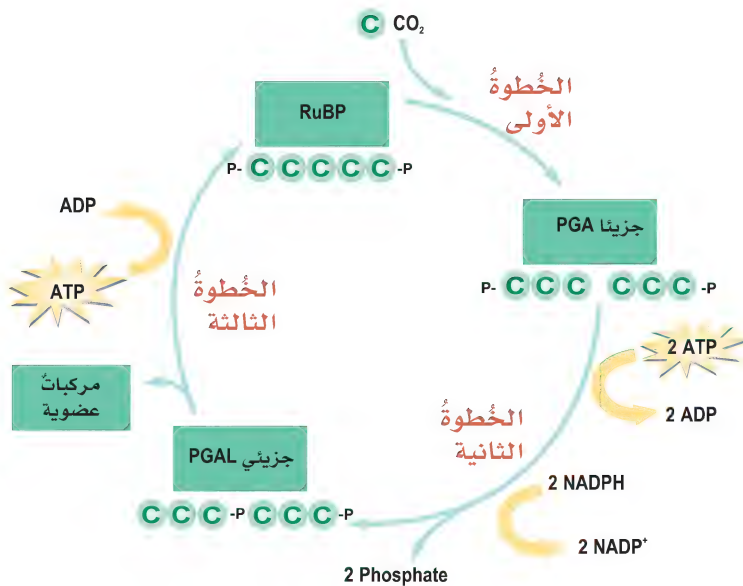 C CO₂
الخُطوةُ
الأولى
RuBP
P- C C C C C -P
جزيئا PGA
P- C C C C C C -P
2 ATP
2 ADP
الخُطوةُ
الثانية
2 NADPH
2 NADP⁺
2 Phosphate
جزيئي PGAL
C C C -P C C C -P
مركباتٌ
عضوية
الخُطوةُ
الثالثة
ADP
ATP